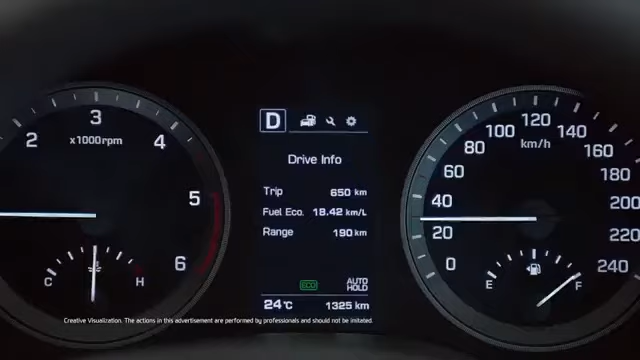 2 3 4 5 6
x1000rpm
C H
D
Drive Info
Trip 650 km
Fuel Eco. 18.42 km/L
Range 190 km
ECO AUTO HOLD
24°C 1325 km
0 20 40 60 80 100 120 140 160 180 200 220 240
km/h
E F
Creative Visualization. The actions in this advertisement are performed by professionals and should not be imitated.